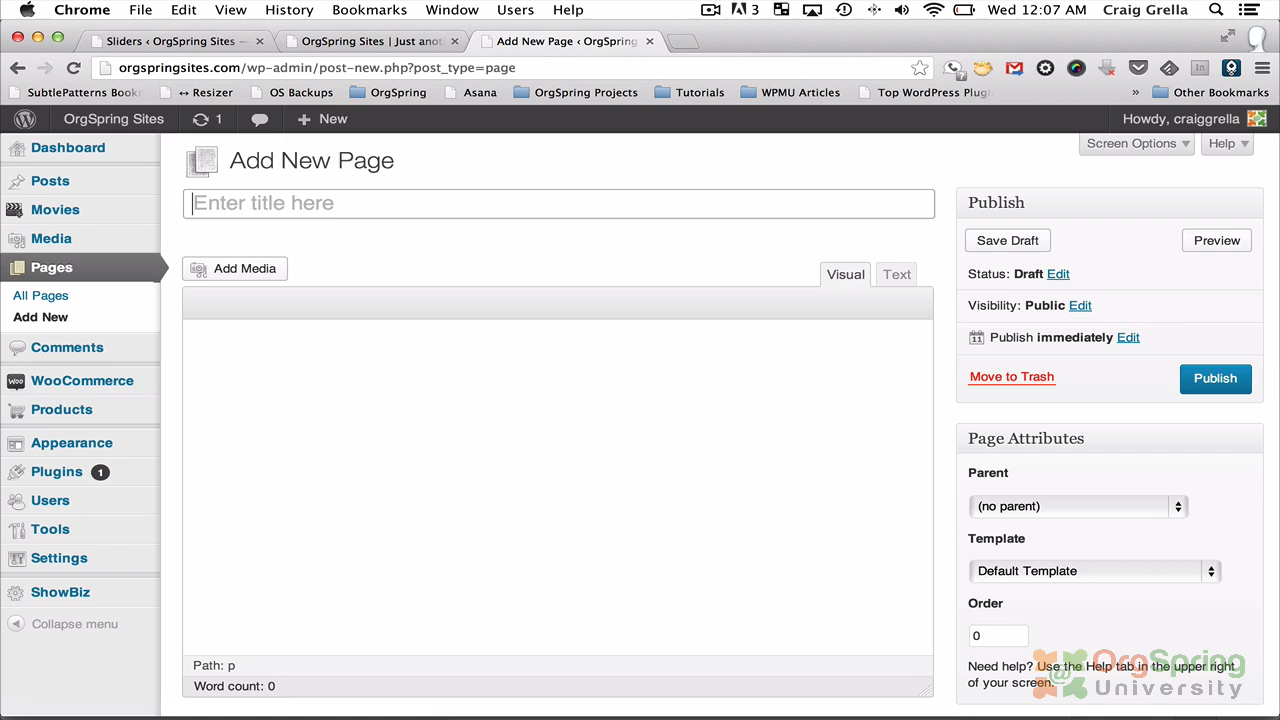 Chrome File Edit View History Bookmarks Window Users Help 3 Wed 12:07 AM Craig Grella
Sliders ‹ OrgSpring Sites —
OrgSpring Sites | Just anot
Add New Page ‹ OrgSpring
orgspringsites.com/wp-admin/post-new.php?post_type=page
SubtlePatterns Bookm
↔ Resizer
OS Backups
OrgSpring
Asana
OrgSpring Projects
Tutorials
WPMU Articles
Top WordPress Plugi
»
Other Bookmarks
OrgSpring Sites 1 + New Howdy, craiggrella
Dashboard
Posts
Movies
Media
Pages
All Pages
Add New
Comments
WooCommerce
Products
Appearance
Plugins 1
Users
Tools
Settings
ShowBiz
Collapse menu
Screen Options
Help
Add New Page
Enter title here
Add Media
Visual
Text
Path: p
Word count: 0
Publish
Save Draft
Preview
Status: Draft Edit
Visibility: Public Edit
Publish immediately Edit
Move to Trash
Publish
Page Attributes
Parent
(no parent)
Template
Default Template
Order
0
Need help? Use the Help tab in the upper right
of your screen.
OrgSpring
University